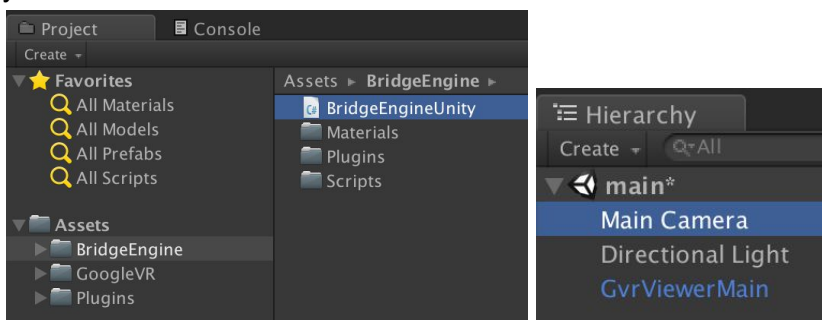 Project
Console
Create
Favorites
All Materials
All Models
All Prefabs
All Scripts
Assets
BridgeEngine
GoogleVR
Plugins
Assets ▸ BridgeEngine ▸
BridgeEngineUnity
Materials
Plugins
Scripts
Hierarchy
Create
All
main*
Main Camera
Directional Light
GvrViewerMain